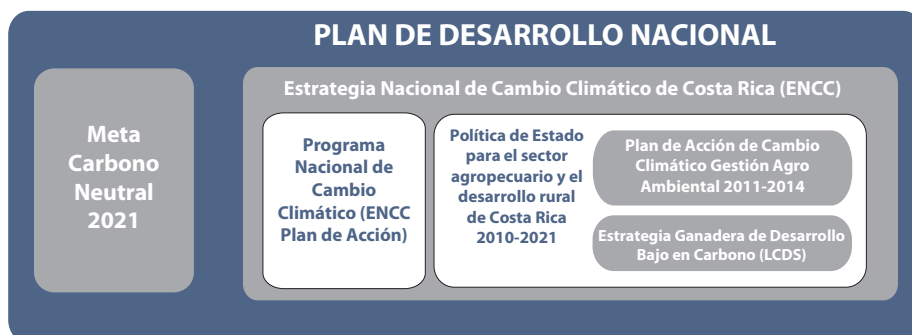 PLAN DE DESARROLLO NACIONAL
Meta
Carbono
Neutral
2021
Estrategia Nacional de Cambio Climático de Costa Rica (ENCC)
Programa
Nacional de
Cambio
Climático (ENCC
Plan de Acción)
Política de Estado
para el sector
agropecuario y el
desarrollo rural
de Costa Rica
2010-2021
Plan de Acción de Cambio
Climático Gestión Agro
Ambiental 2011-2014
Estrategia Ganadera de Desarrollo
Bajo en Carbono (LCDS)